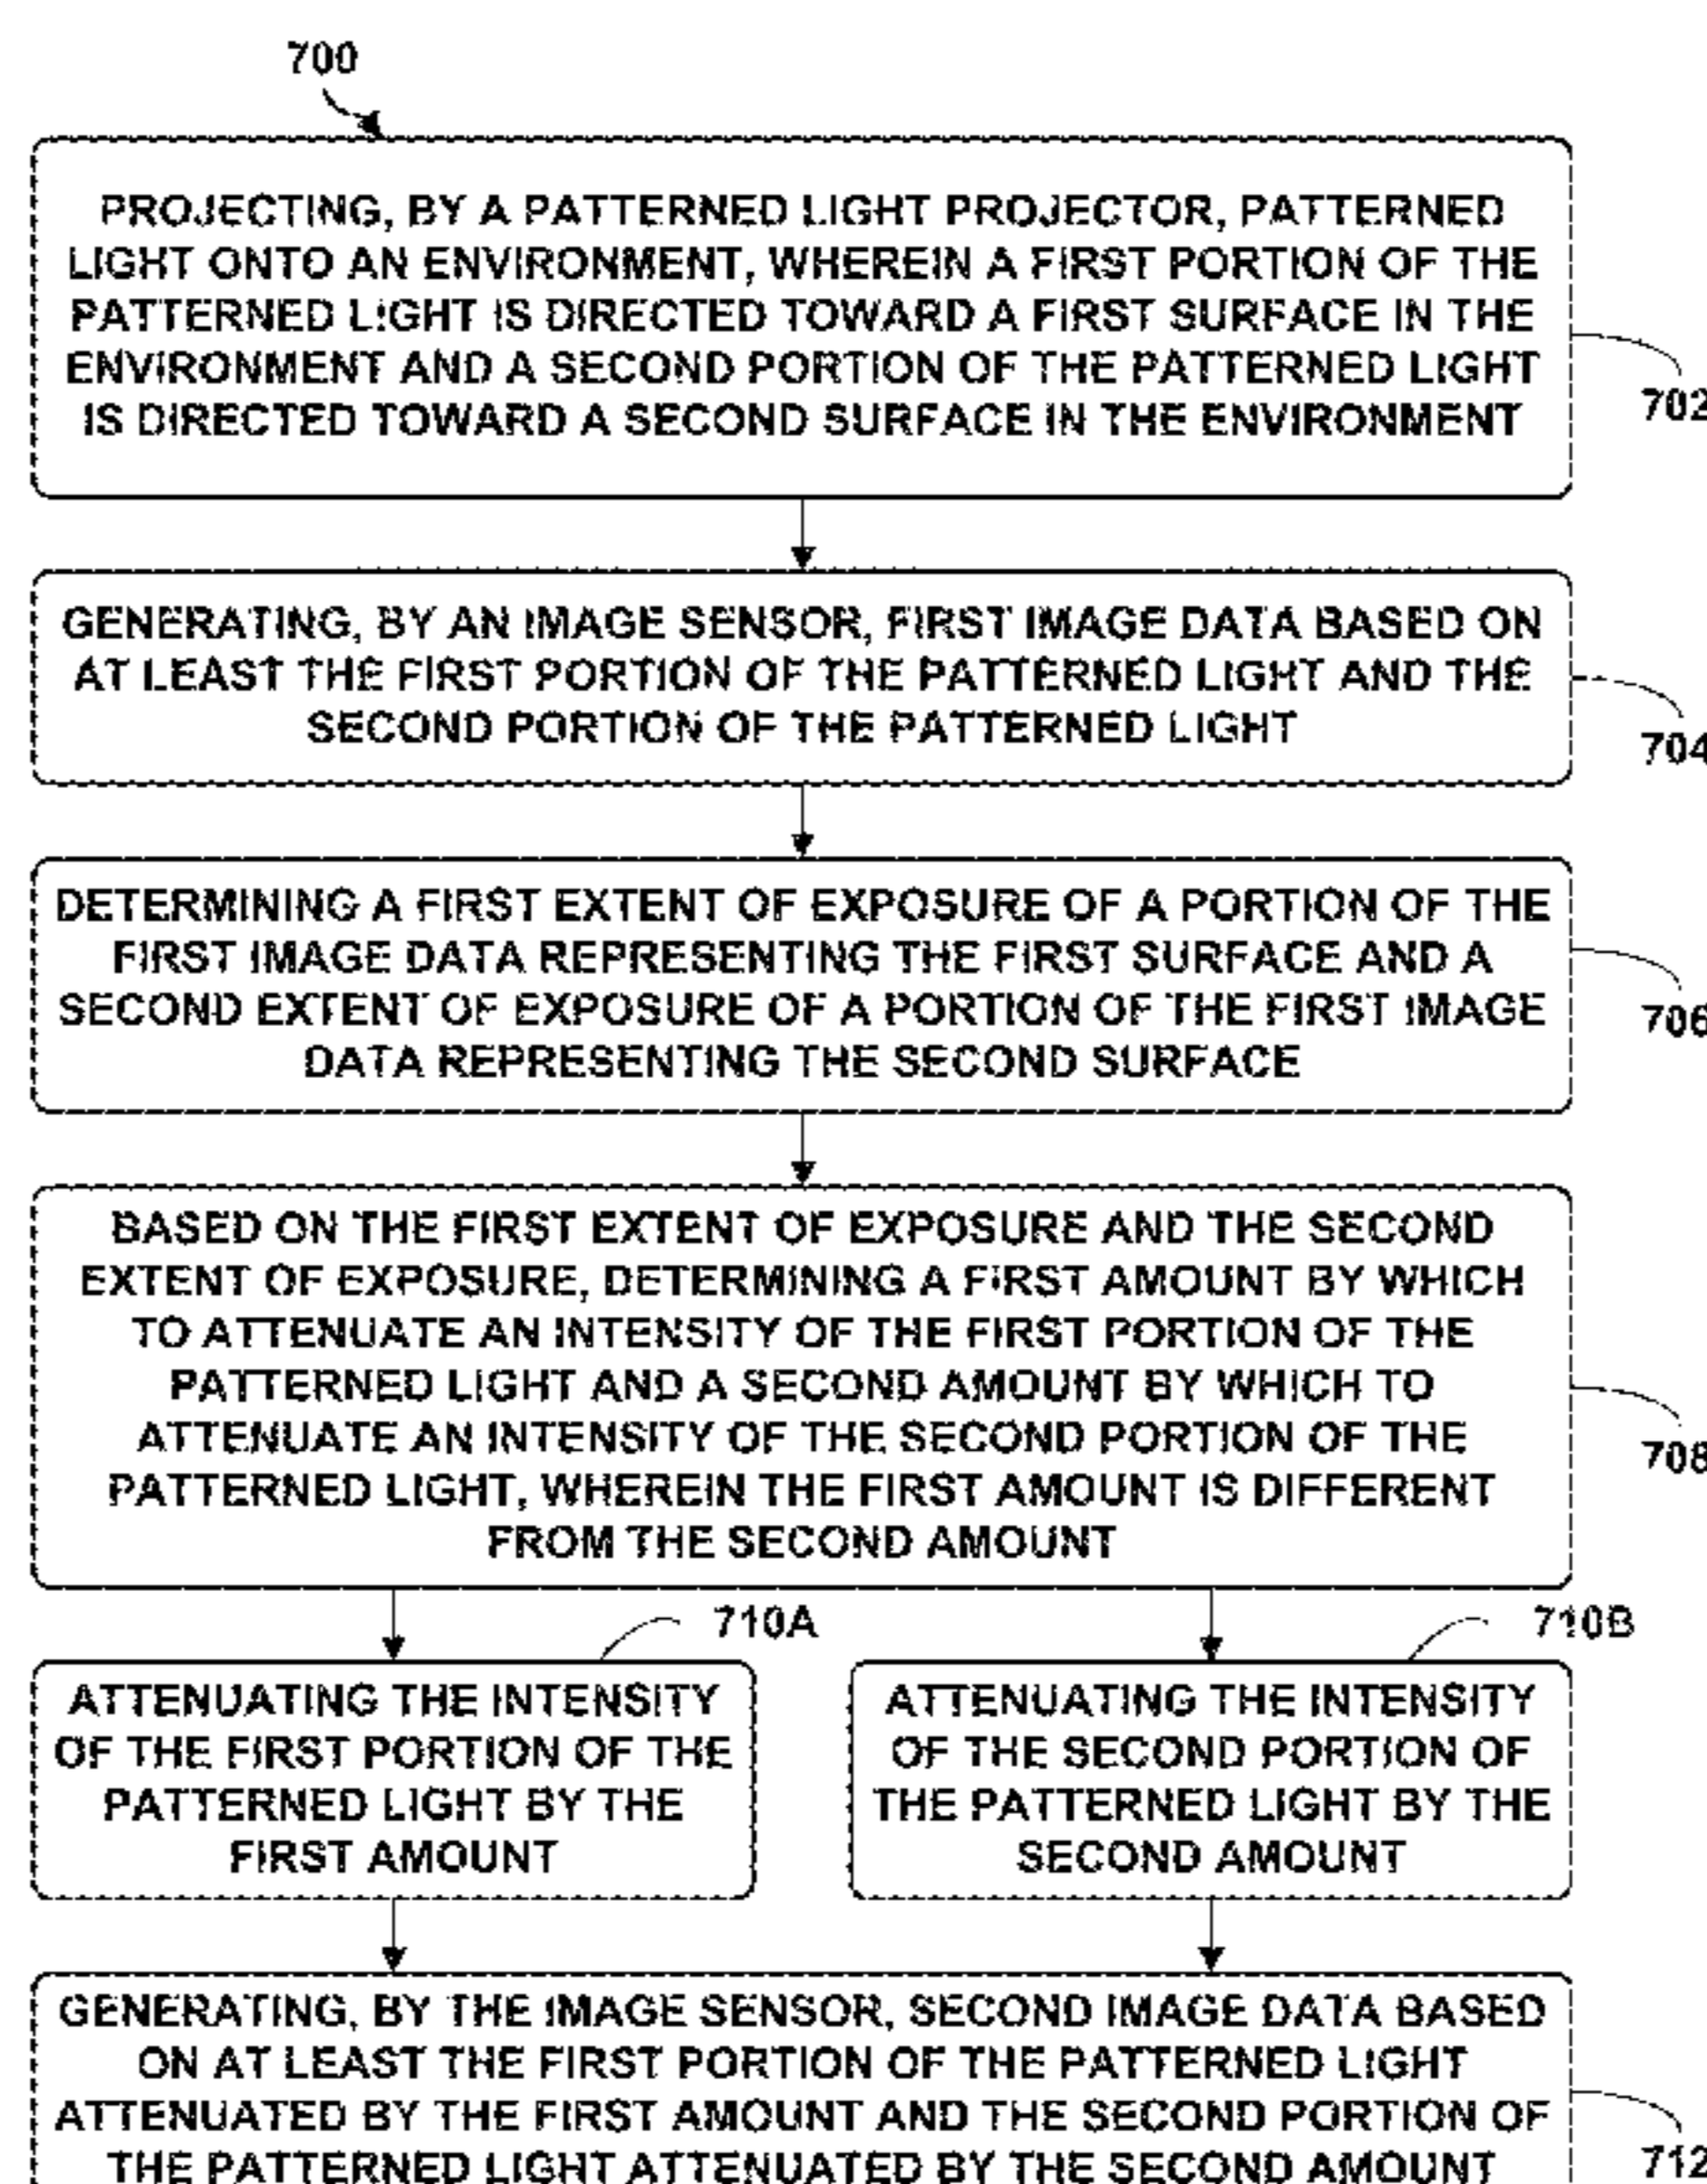 700
PROJECTING, BY A PATTERNED LIGHT PROJECTOR, PATTERNED
LIGHT ONTO AN ENVIRONMENT, WHEREIN A FIRST PORTION OF THE
PATTERNED LIGHT IS DIRECTED TOWARD A FIRST SURFACE IN THE
ENVIRONMENT AND A SECOND PORTION OF THE PATTERNED LIGHT
IS DIRECTED TOWARD A SECOND SURFACE IN THE ENVIRONMENT
702
GENERATING, BY AN IMAGE SENSOR, FIRST IMAGE DATA BASED ON
AT LEAST THE FIRST PORTION OF THE PATTERNED LIGHT AND THE
SECOND PORTION OF THE PATTERNED LIGHT
704
DETERMINING A FIRST EXTENT OF EXPOSURE OF A PORTION OF THE
FIRST IMAGE DATA REPRESENTING THE FIRST SURFACE AND A
SECOND EXTENT OF EXPOSURE OF A PORTION OF THE FIRST IMAGE
DATA REPRESENTING THE SECOND SURFACE
706
BASED ON THE FIRST EXTENT OF EXPOSURE AND THE SECOND
EXTENT OF EXPOSURE, DETERMINING A FIRST AMOUNT BY WHICH
TO ATTENUATE AN INTENSITY OF THE FIRST PORTION OF THE
PATTERNED LIGHT AND A SECOND AMOUNT BY WHICH TO
ATTENUATE AN INTENSITY OF THE SECOND PORTION OF THE
PATTERNED LIGHT, WHEREIN THE FIRST AMOUNT IS DIFFERENT
FROM THE SECOND AMOUNT
708
710A
ATTENUATING THE INTENSITY
OF THE FIRST PORTION OF THE
PATTERNED LIGHT BY THE
FIRST AMOUNT
710B
ATTENUATING THE INTENSITY
OF THE SECOND PORTION OF
THE PATTERNED LIGHT BY THE
SECOND AMOUNT
GENERATING, BY THE IMAGE SENSOR, SECOND IMAGE DATA BASED
ON AT LEAST THE FIRST PORTION OF THE PATTERNED LIGHT
ATTENUATED BY THE FIRST AMOUNT AND THE SECOND PORTION OF
THE PATTERNED LIGHT ATTENUATED BY THE SECOND AMOUNT
712